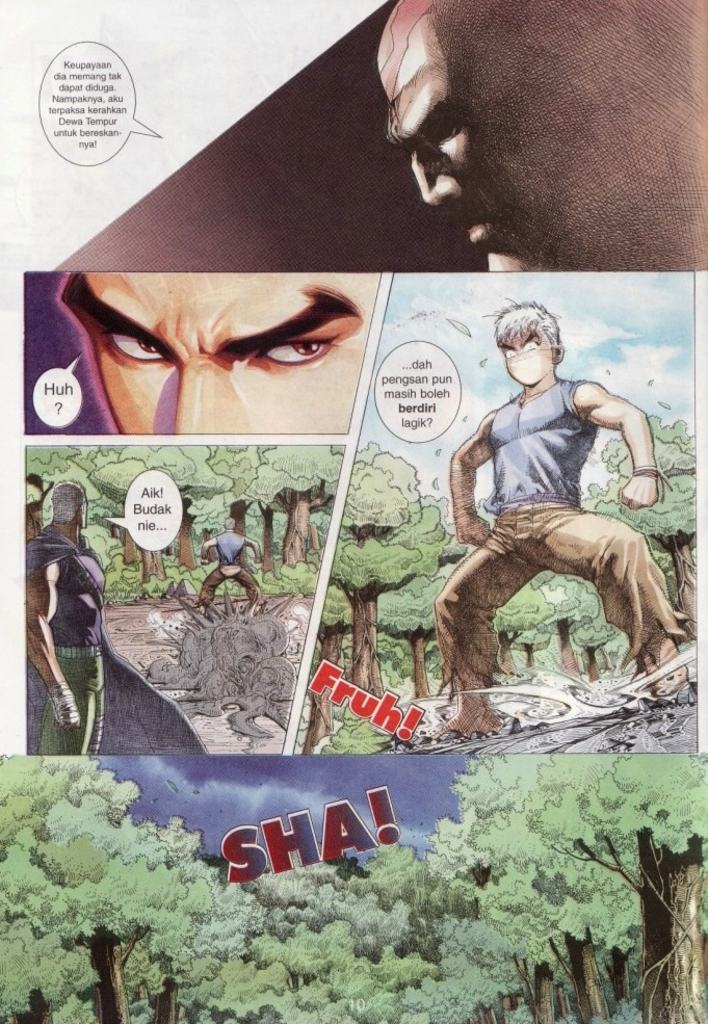 Keupayaan
dia memang tak
dapat diduga.
Nampaknya, aku
terpaksa kerahkan
Dewa Tempur
untuk bereskan-
nya!
Huh
?
...dah
pengsan pun
masih boleh
berdiri
lagik?
Aik!
Budak
nie...
Fruh!
SHA!
10